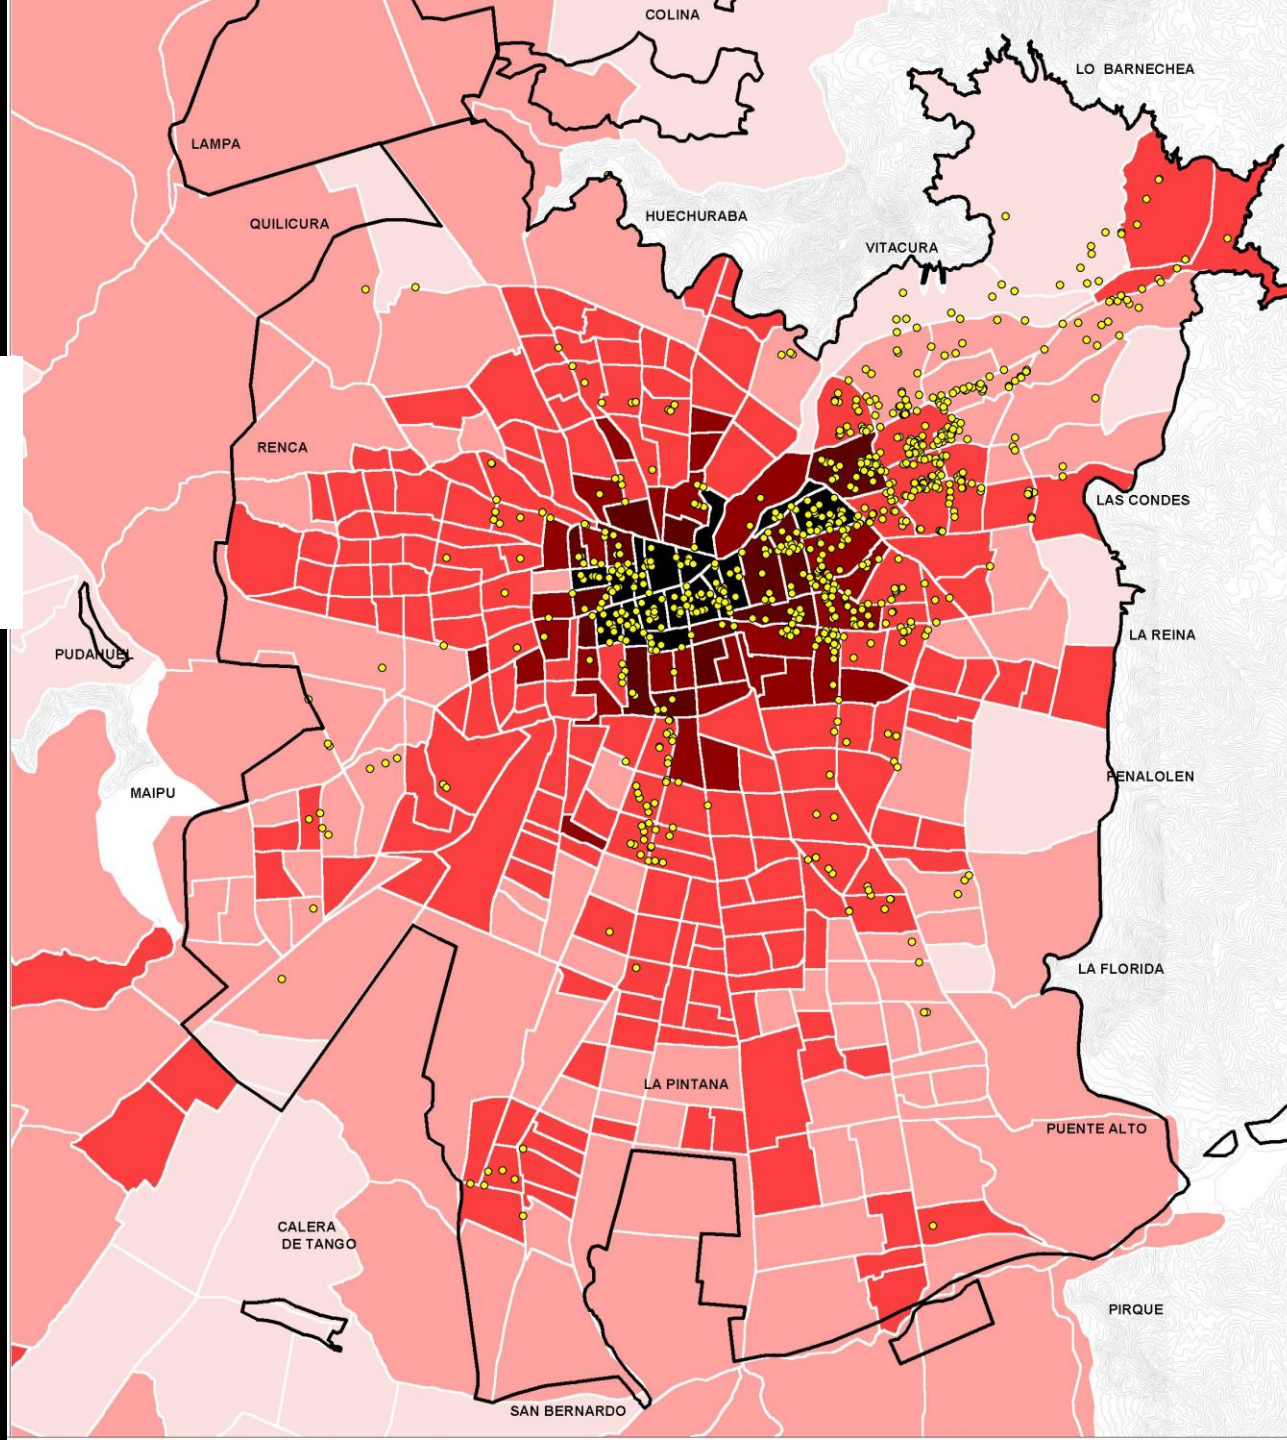 COLINA
LO BARNECHEA
LAMPA
HUECHURABA
QUILICURA
VITACURA
RENCA
LAS CONDES
LA REINA
PUDAHUEL
PENALOLEN
MAIPU
LA FLORIDA
LA PINTANA
PUENTE ALTO
CALERA
DE TANGO
PIRQUE
SAN BERNARDO